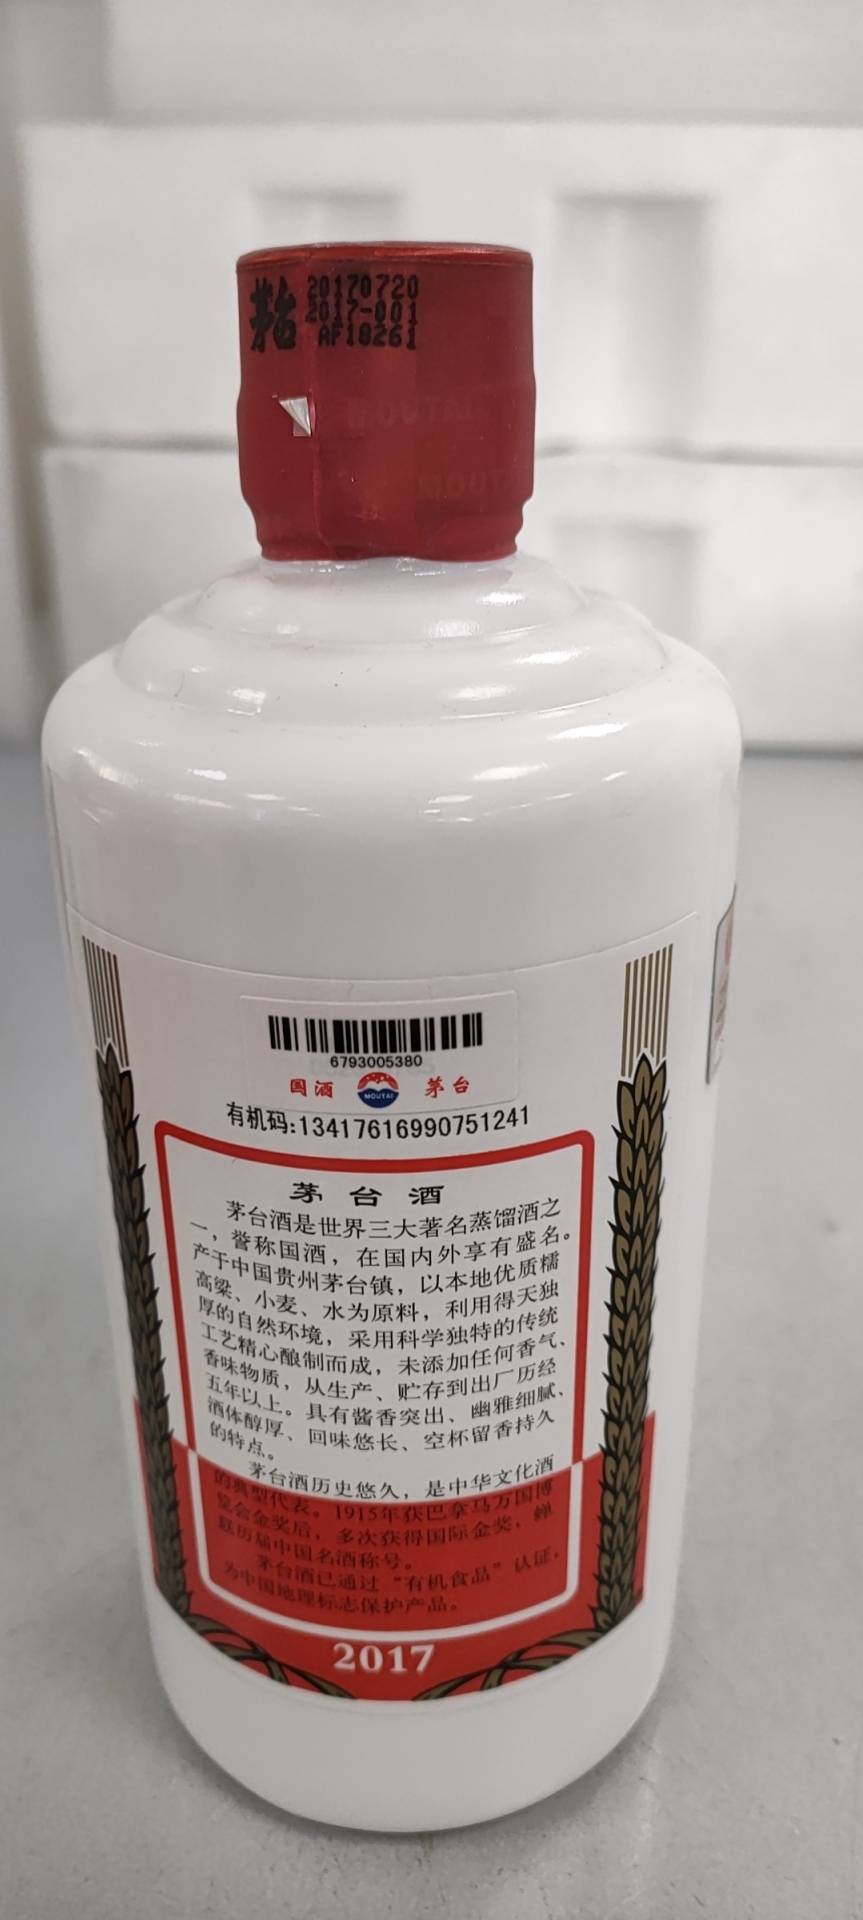 茅台
20170720
2017-001
AF10261
MOUTAI
MOUTAI
6793005380
国酒 MOUTAI 茅台
有机码:13417616990751241
茅台酒
茅台酒是世界三大著名蒸馏酒之
一，誉称国酒，在国内外享有盛名。
产于中国贵州茅台镇，以本地优质糯
高粱、小麦、水为原料，利用得天独
厚的自然环境，采用科学独特的传统
工艺精心酿制而成，未添加任何香气、
香味物质，从生产、贮存到出厂历经
五年以上。具有酱香突出、幽雅细腻、
酒体醇厚、回味悠长、空杯留香持久
的特点。
茅台酒历史悠久，是中华文化酒
的典型代表。1915年获巴拿马万国博
览会金奖后，多次获得国际金奖，蝉
联历届中国名酒称号。
茅台酒已通过“有机食品”认证，
为中国地理标志保护产品。
2017